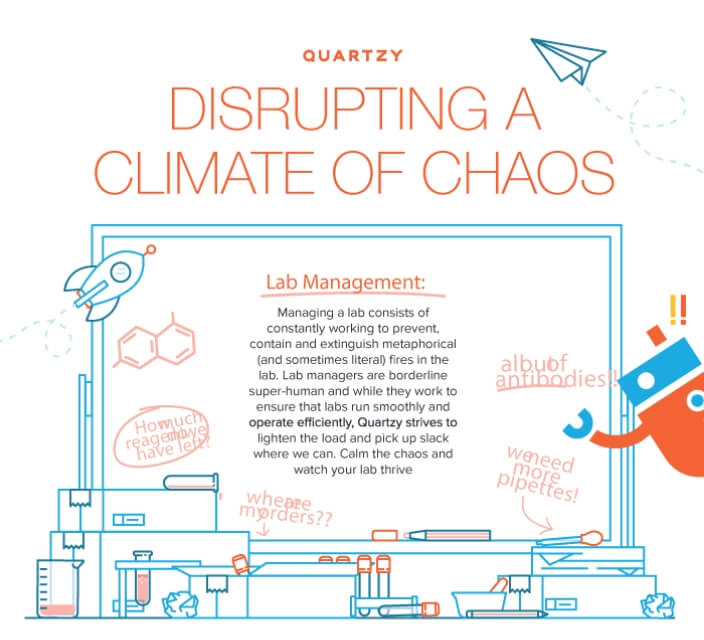 QUARTZY
DISRUPTING A
CLIMATE OF CHAOS
Lab Management:
Managing a lab consists of
constantly working to prevent,
contain and extinguish metaphorical
(and sometimes literal) fires in the
lab. Lab managers are borderline
super-human and while they work to
ensure that labs run smoothly and
operate efficiently, Quartzy strives to
lighten the load and pick up slack
where we can. Calm the chaos and
watch your lab thrive
!!
of
antibodies!!
How much
reagent do we
have left?
we need
more
pipettes!
where are
my orders??